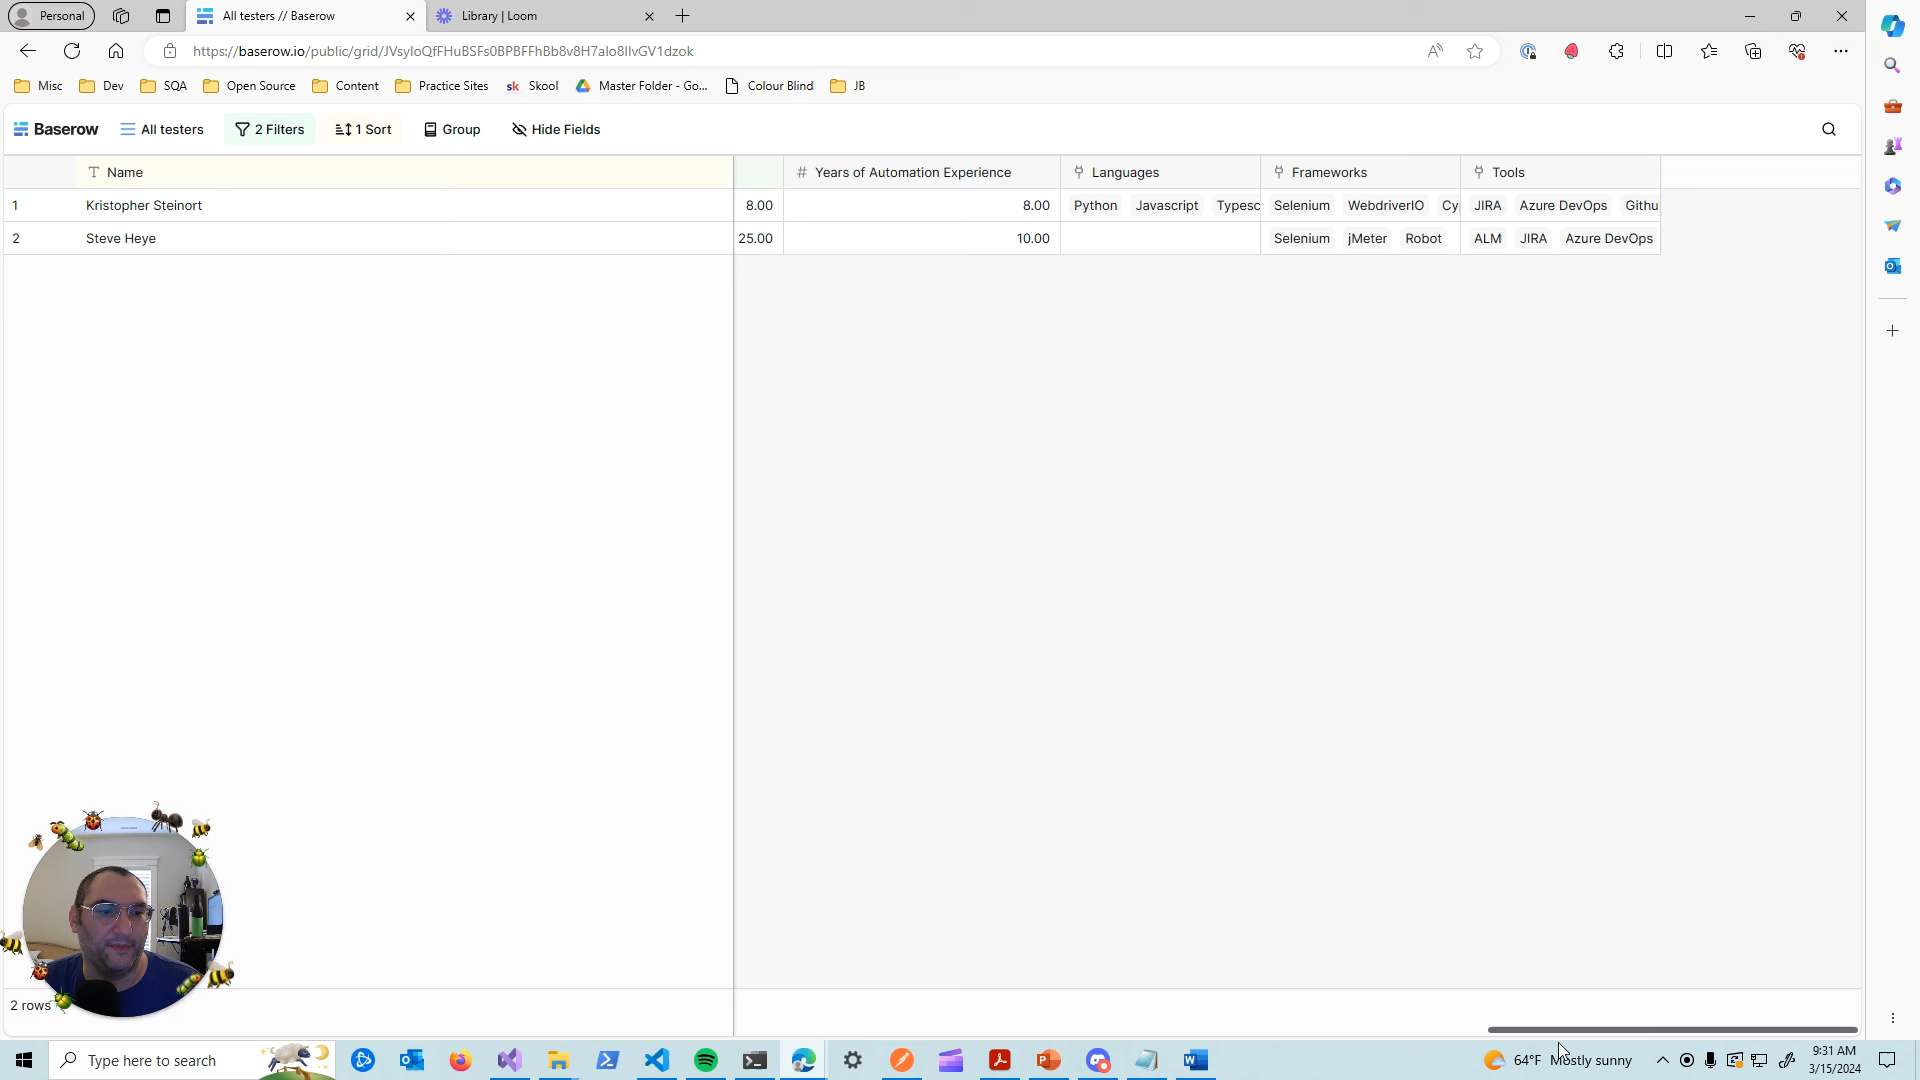 Personal
All testers // Baserow
Library | Loom
https://baserow.io/public/grid/JVsyIoQfFHuBSFs0BPBFFhBb8v8H7alo8IlvGV1dzok
Misc
Dev
SQA
Open Source
Content
Practice Sites
sk Skool
Master Folder - Go...
Colour Blind
JB
Baserow
All testers
2 Filters
1 Sort
Group
Hide Fields
Name
# Years of Automation Experience
Languages
Frameworks
Tools
1 Kristopher Steinort 8.00 8.00 Python Javascript Typesc Selenium WebdriverIO Cy JIRA Azure DevOps Githu
2 Steve Heye 25.00 10.00 Selenium jMeter Robot ALM JIRA Azure DevOps
2 rows
Type here to search
64°F Mostly sunny
9:31 AM
3/15/2024